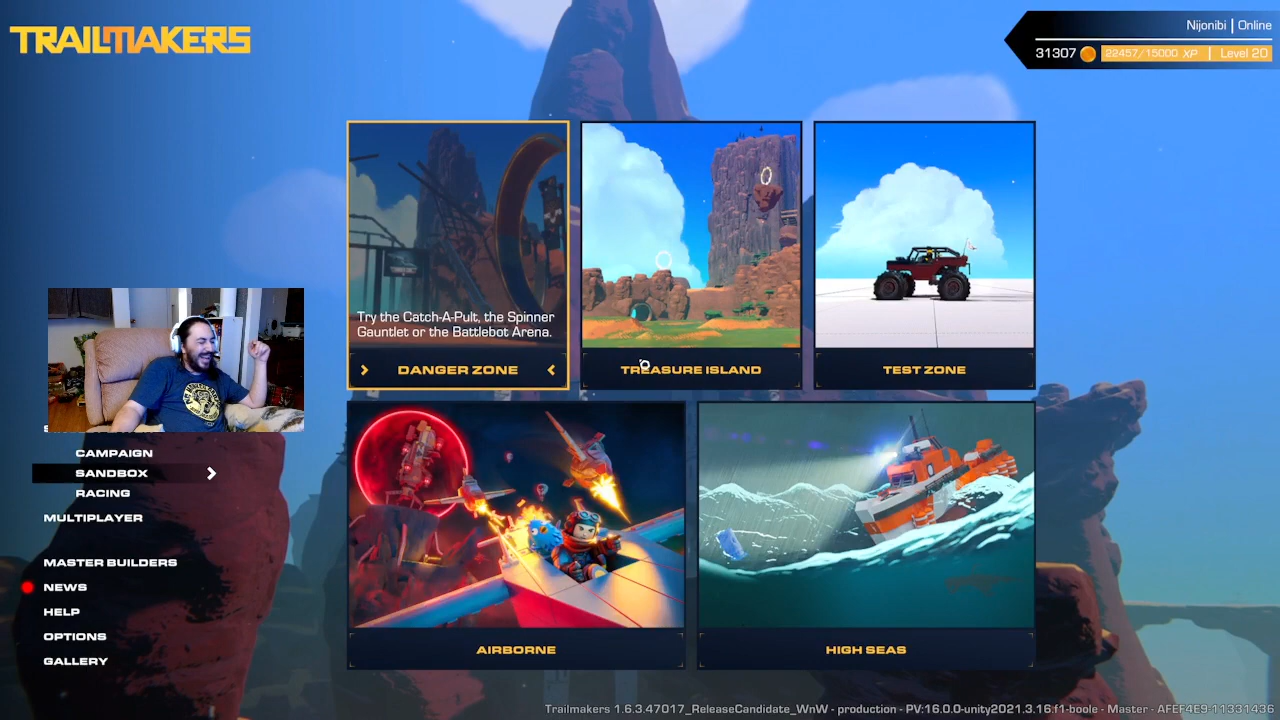 TRAILMAKERS
Nijonibi | Online
31307
22457/15000 XP | Level 20
Try the Catch-A-Pult, the Spinner
Gauntlet or the Battlebot Arena.
DANGER ZONE
TREASURE ISLAND
TEST ZONE
CAMPAIGN
SANDBOX
RACING
MULTIPLAYER
MASTER BUILDERS
NEWS
HELP
OPTIONS
GALLERY
AIRBORNE
HIGH SEAS
Trailmakers 1.6.3.47017_ReleaseCandidate_WnW - production - PV:16.0.0-unity2021.3.16.f1-boole - Master - AFEF4E9-11331436